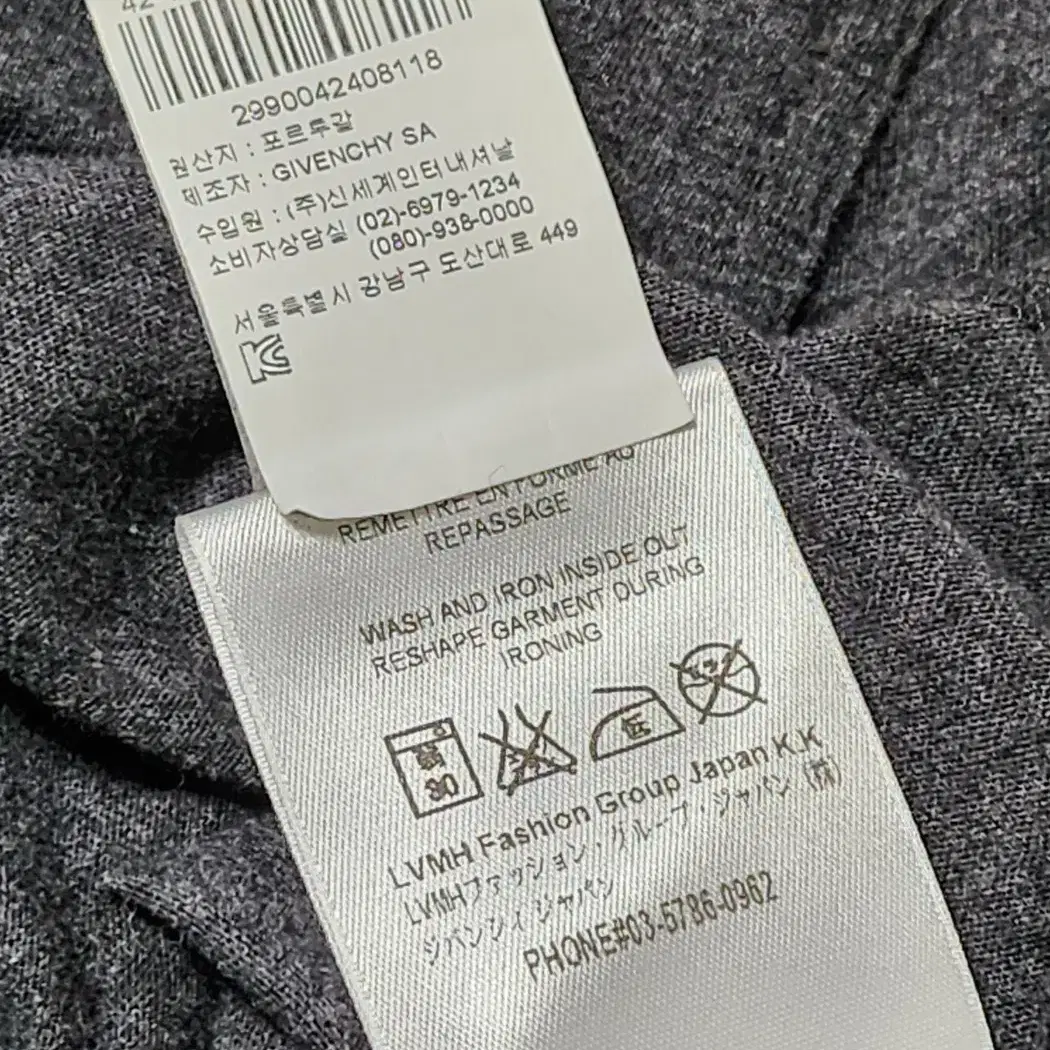 2990042408118
원산지 : 포르투갈
제조자 : GIVENCHY SA
수입원 : (주)신세계인터내셔날
소비자상담실 (02)-6979-1234
(080)-938-0000
서울특별시 강남구 도산대로 449
REMETTRE EN FORME AU
REPASSAGE
WASH AND IRON INSIDE OUT
RESHAPE GARMENT DURING
IRONING
弱
30
低
LVMH Fashion Group Japan K.K
LVMHファッション・グループ・ジャパン (株)
ジバンシィ ジャパン
PHONE#03-5786-0962